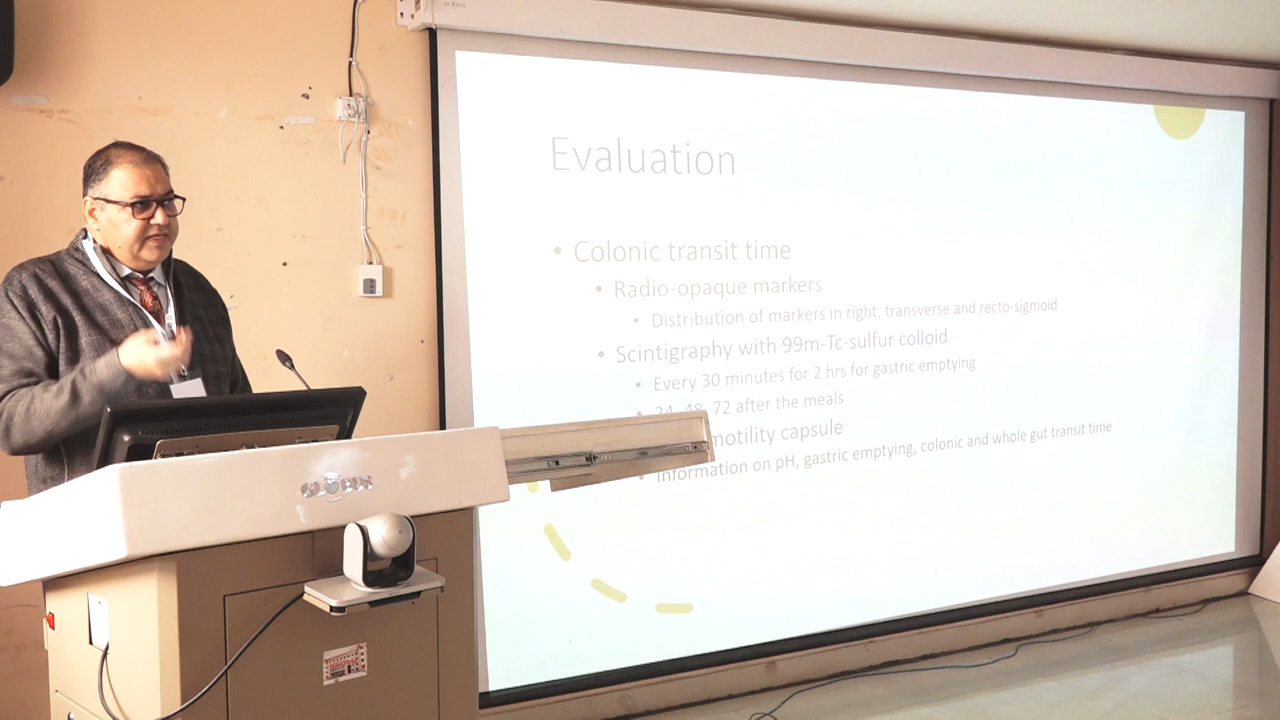 Evaluation
• Colonic transit time
• Radio-opaque markers
• Distribution of markers in right, transverse and recto-sigmoid
• Scintigraphy with 99m-Tc-sulfur colloid
• Every 30 minutes for 2 hrs for gastric emptying
• 24, 48, 72 after the meals
motility capsule
• Information on pH, gastric emptying, colonic and whole gut transit time
GLOBUS